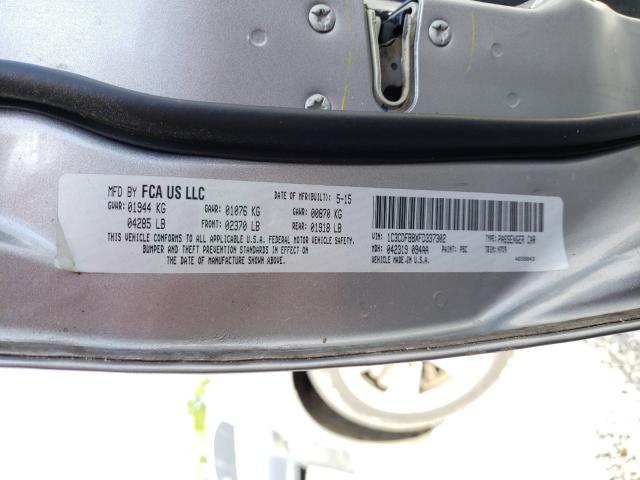 MFD BY FCA US LLC DATE OF MFR(BUILT): 5-15
GVWR: 01944 KG GAWR: 01076 KG GAWR: 00870 KG
04285 LB FRONT: 02370 LB REAR: 01918 LB
THIS VEHICLE CONFORMS TO ALL APPLICABLE U.S.A. FEDERAL MOTOR VEHICLE SAFETY,
BUMPER AND THEFT PREVENTION STANDARDS IN EFFECT ON
THE DATE OF MANUFACTURE SHOWN ABOVE.
VIN: 1C3CDFBBXFD337302 TYPE: PASSENGER CAR
MDH: 042319 094AA PAINT: TRIM:
VEHICLE MADE IN U.S.A.